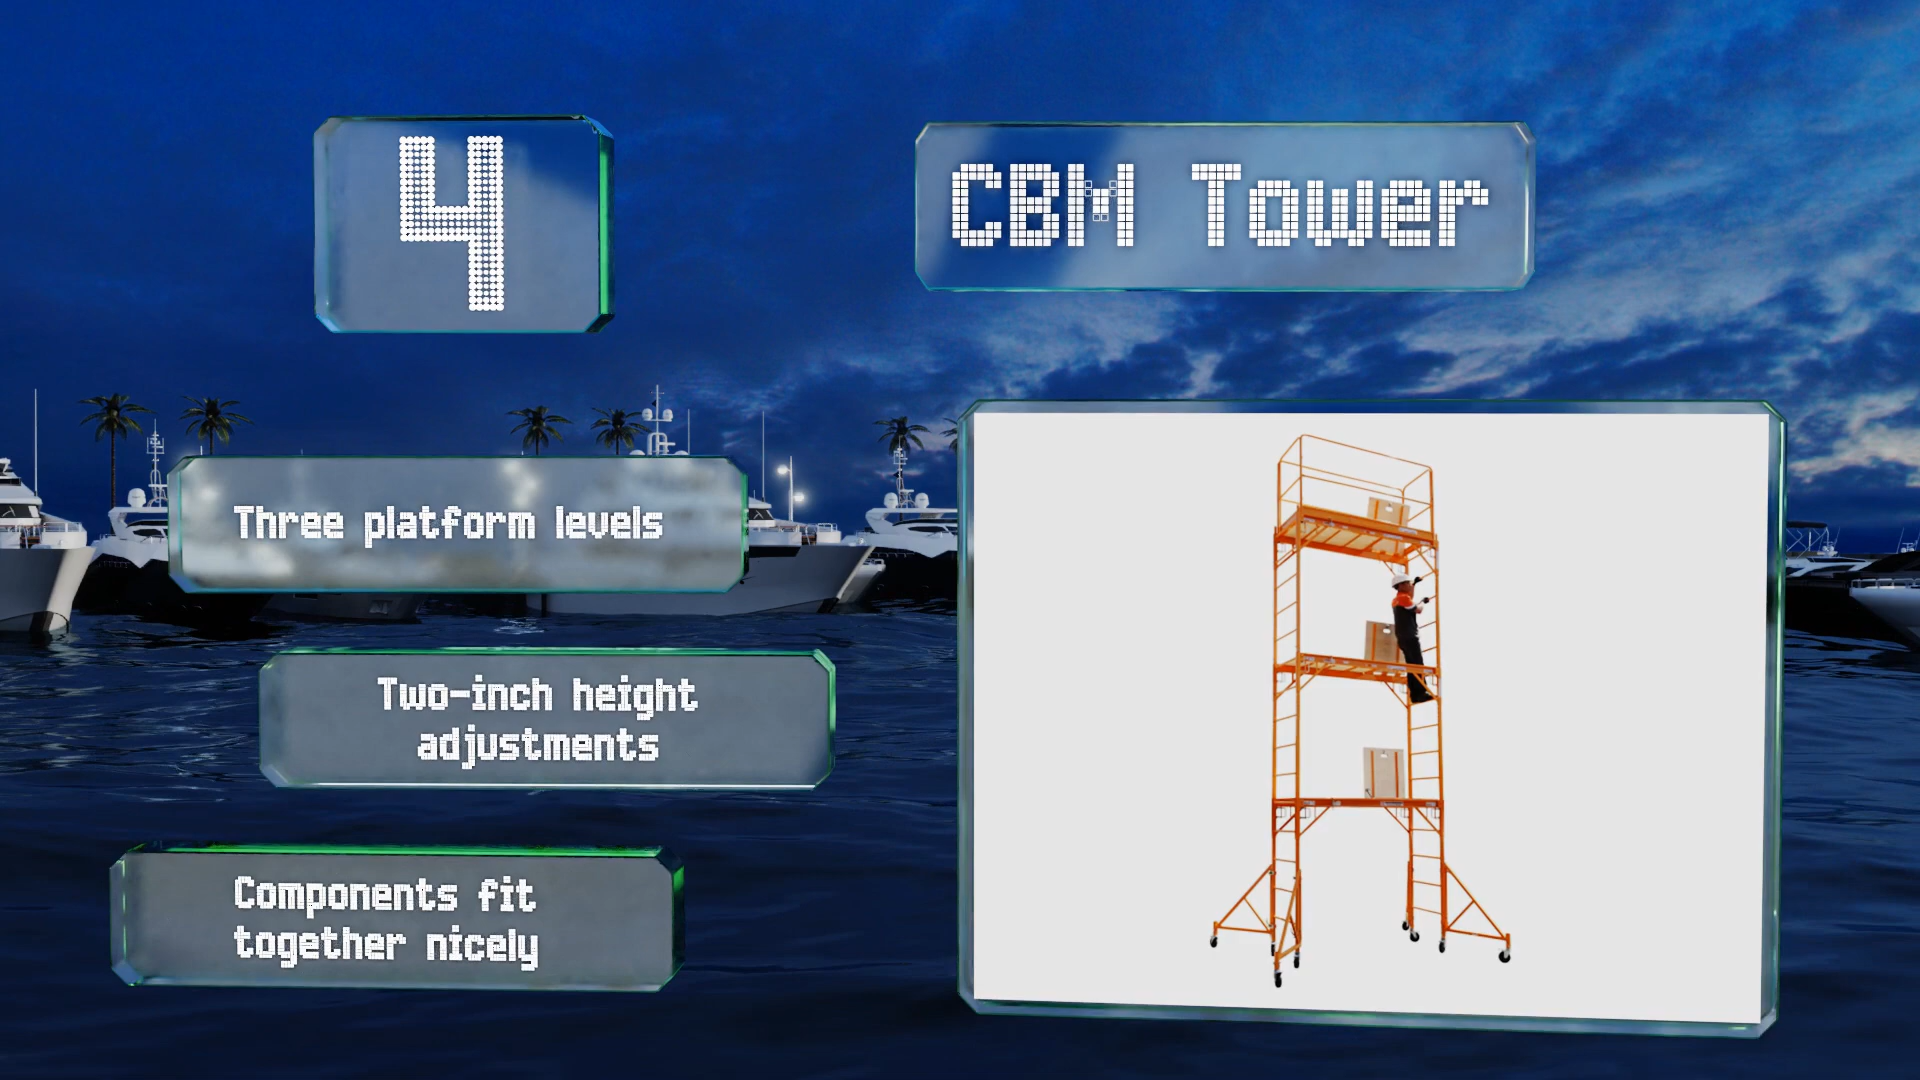 4
CBM Tower
Three platform levels
Two-inch height
adjustments
Components fit
together nicely